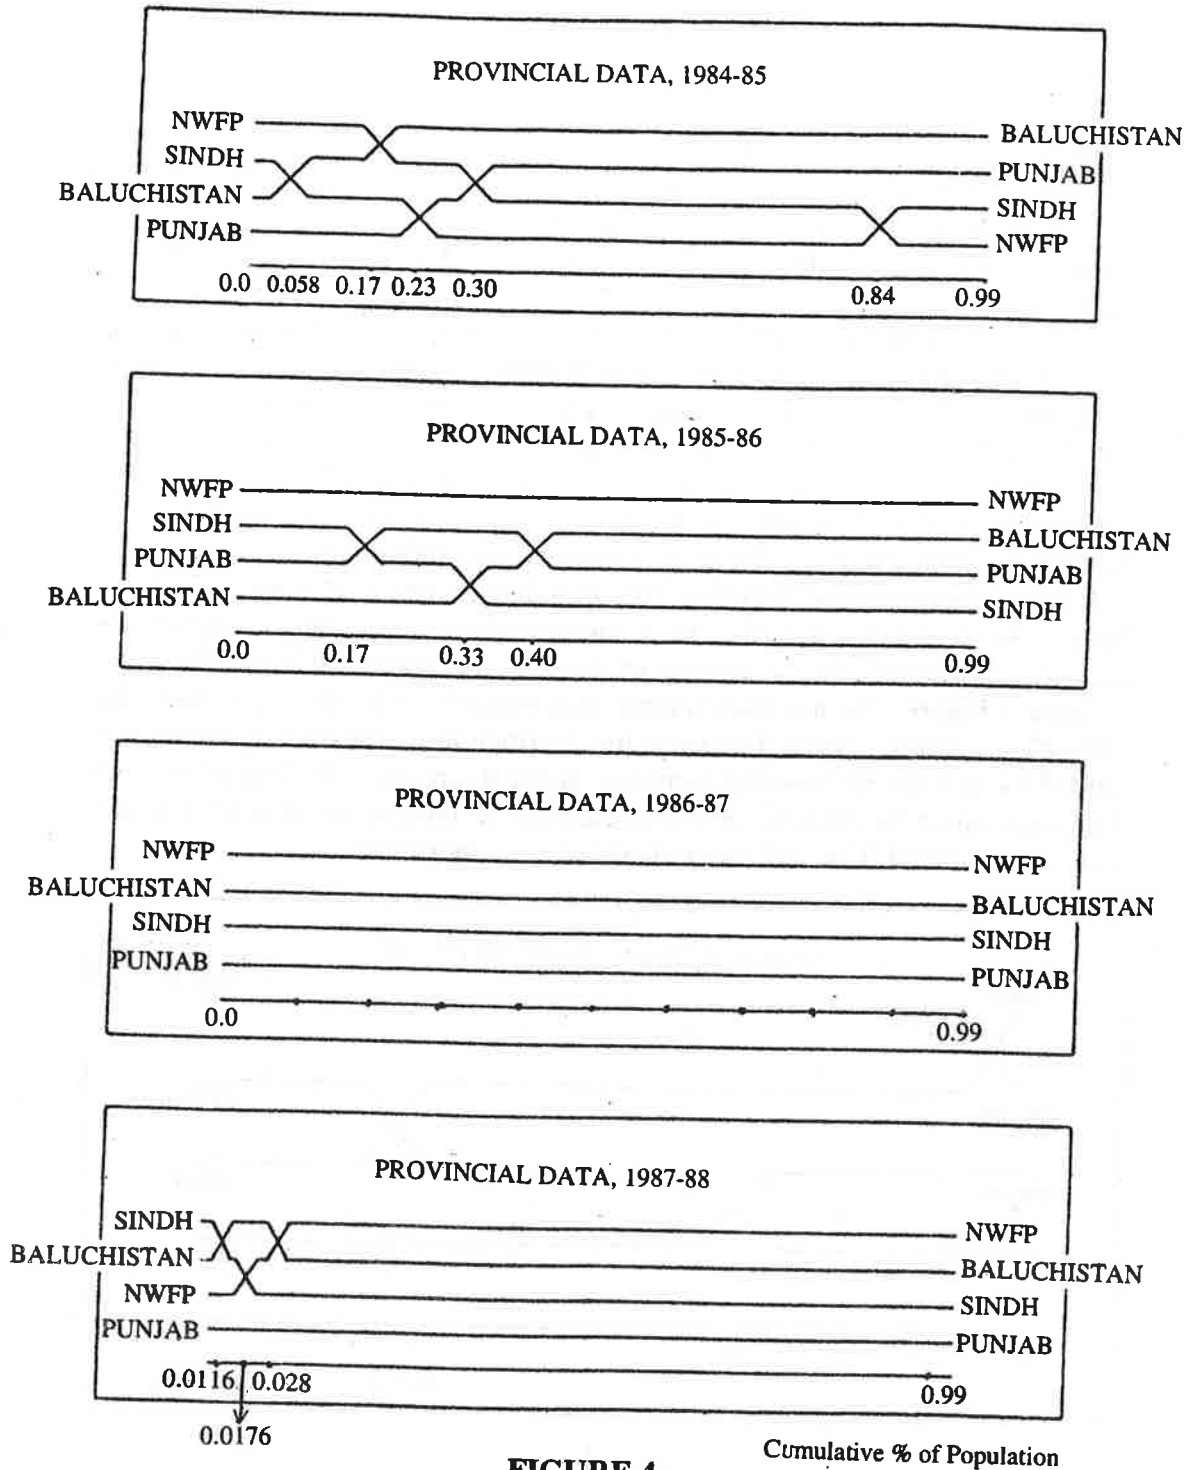 PROVINCIAL DATA, 1984-85
NWFP
BALUCHISTAN
SINDH
PUNJAB
BALUCHISTAN
SINDH
PUNJAB
NWFP
0.0 0.058 0.17 0.23 0.30 0.84 0.99
PROVINCIAL DATA, 1985-86
NWFP NWFP
SINDH BALUCHISTAN
PUNJAB PUNJAB
BALUCHISTAN SINDH
0.0 0.17 0.33 0.40 0.99
PROVINCIAL DATA, 1986-87
NWFP NWFP
BALUCHISTAN BALUCHISTAN
SINDH SINDH
PUNJAB PUNJAB
0.0 0.99
PROVINCIAL DATA, 1987-88
SINDH NWFP
BALUCHISTAN BALUCHISTAN
NWFP SINDH
PUNJAB PUNJAB
0.0116 0.028 0.99
0.0176
Cumulative % of Population
FIGURE 4